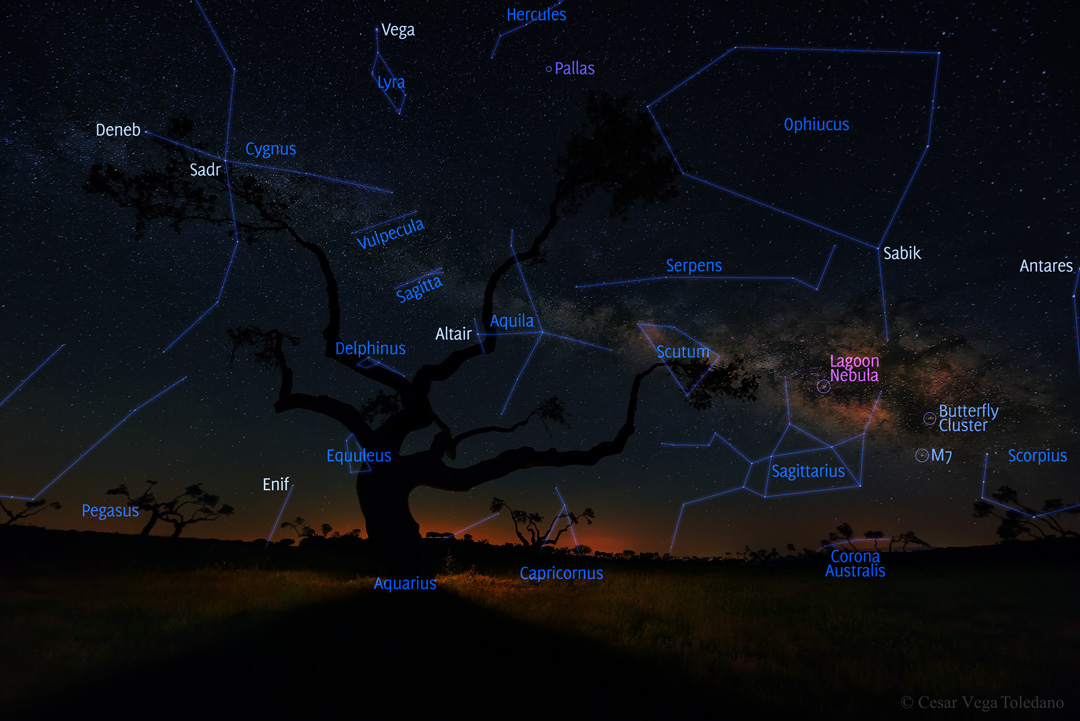 Hercules
Vega
Pallas
Lyra
Ophiucus
Deneb
Cygnus
Sadr
Vulpecula
Sabik
Serpens
Antares
Sagitta
Aquila
Altair
Delphinus
Scutum
Lagoon
Nebula
Butterfly
Cluster
Equuleus
M7
Scorpius
Sagittarius
Enif
Pegasus
Corona
Australis
Capricornus
Aquarius
© Cesar Vega Toledano